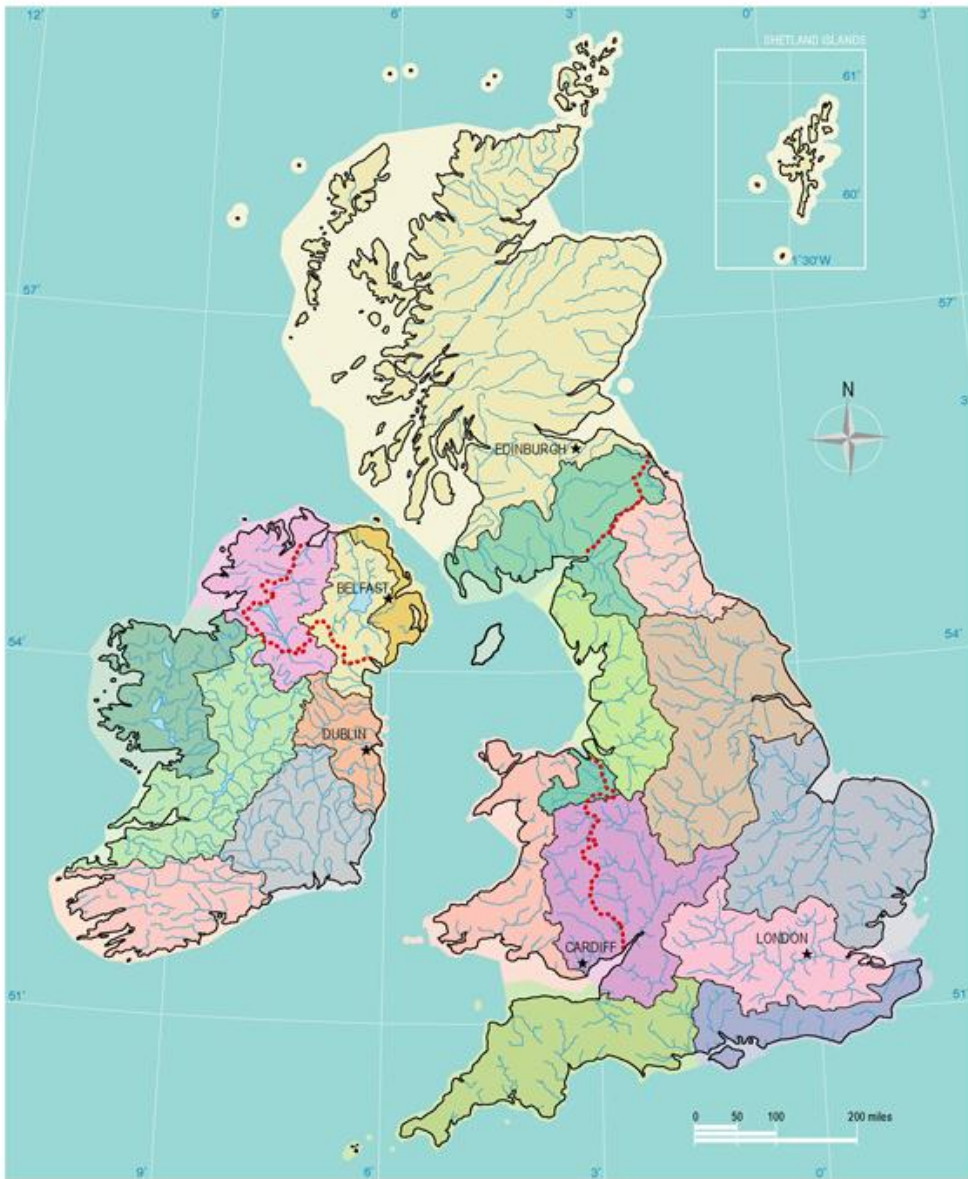 12°
9°
6°
3°
0°
3°
SHETLAND ISLANDS
61°
60°
1°30'W
57°
57°
3
N
EDINBURGH
BELFAST
54°
54°
DUBLIN
CARDIFF
LONDON
51°
51°
0 50 100 200 miles
9°
6°
3°
0°